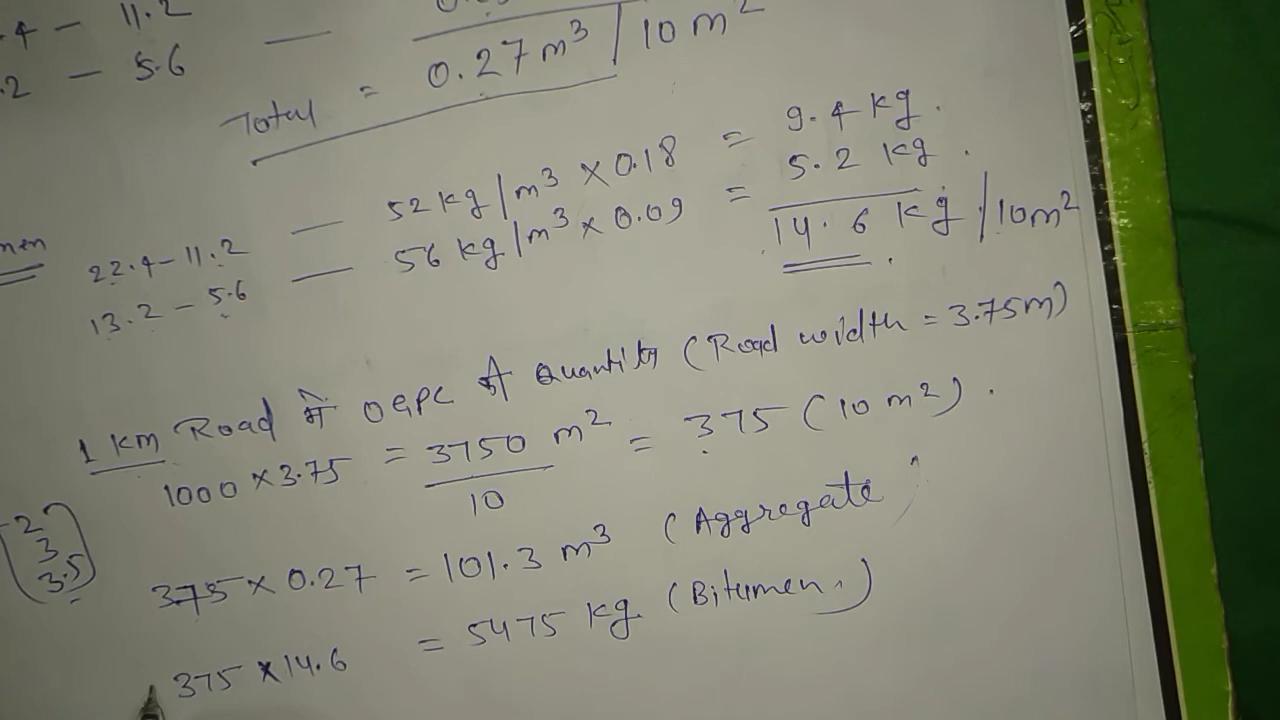 .4 - 11.2
.2 - 5.6 —
Total = 0.27 m³ / 10 m²
22.4 - 11.2 — 52 kg/m³ × 0.18 = 9.4 kg.
13.2 - 5.6 — 56 kg/m³ × 0.09 = 5.2 kg.
14.6 kg / 10m².
1 KM Road में OGPC की Quantity (Road width = 3.75m)
1000 × 3.75 = 3750 m² / 10 = 375 (10 m²).
2
3
3.5
375 × 0.27 = 101.3 m³ (Aggregate)
375 × 14.6 = 5475 kg. (Bitumen.)